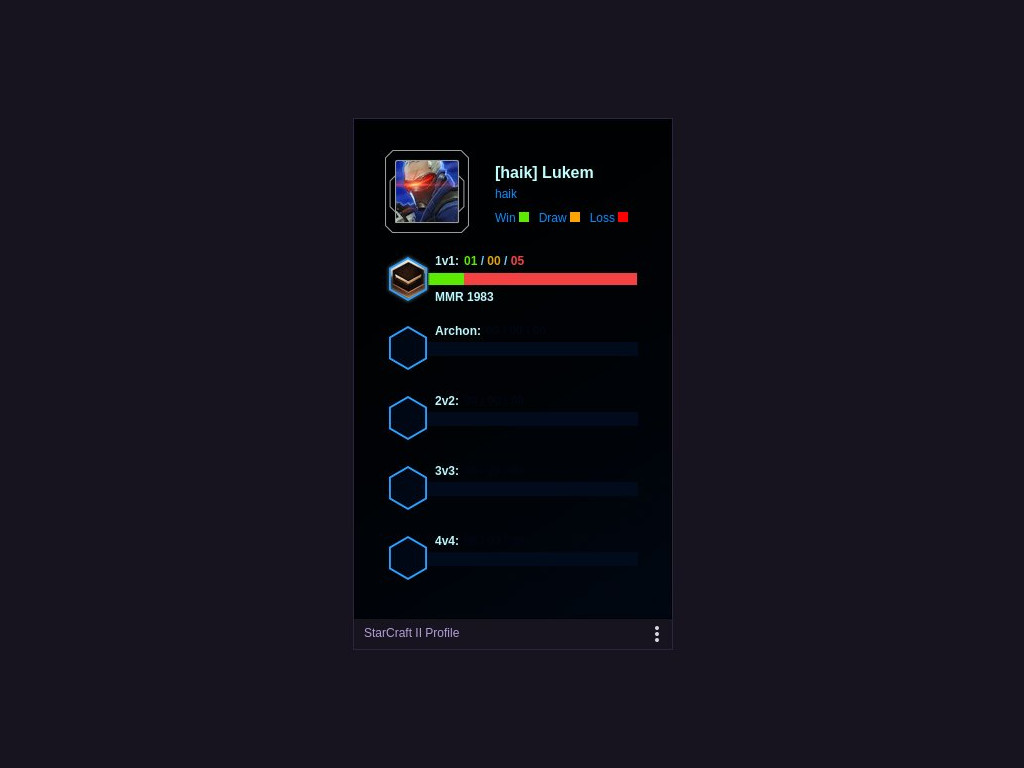 [haik] Lukem
haik
Win Draw Loss
1v1: 01 / 00 / 05
MMR 1983
Archon:
2v2:
3v3:
4v4:
StarCraft II Profile